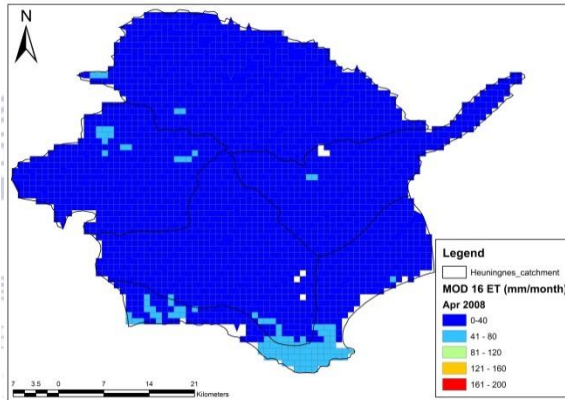 N
Legend
Heuningnes_catchment
MOD 16 ET (mm/month)
Apr 2008
0-40
41 - 80
81 - 120
121 - 160
161 - 200
7 3.5 0 7 14 21
Kilometers